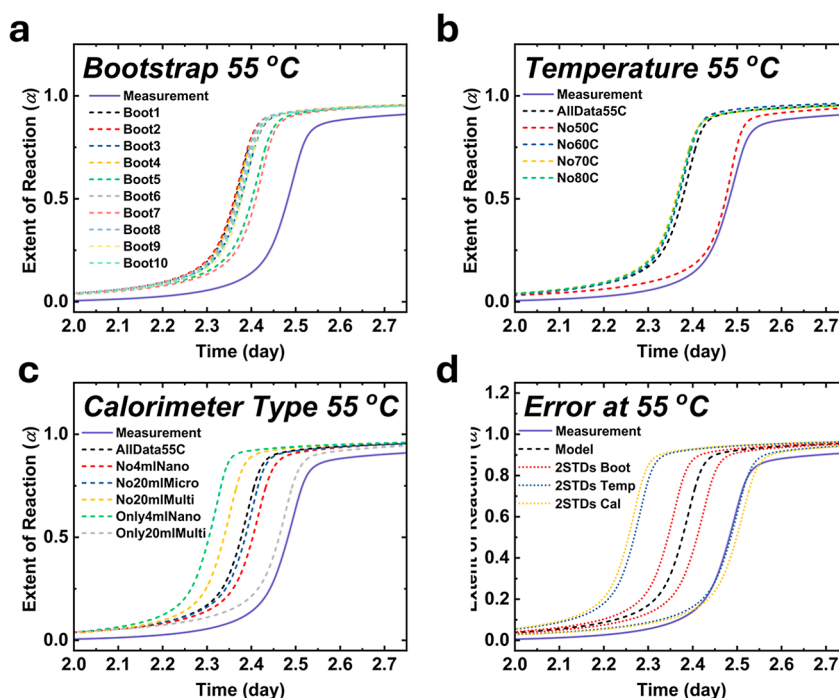 a
Bootstrap 55 °C
Extent of Reaction (α)
1.0
0.5
0.0
Measurement
Boot1
Boot2
Boot3
Boot4
Boot5
Boot6
Boot7
Boot8
Boot9
Boot10
2.0 2.1 2.2 2.3 2.4 2.5 2.6 2.7
Time (day)
b
Temperature 55 °C
Extent of Reaction (α)
1.0
0.5
0.0
Measurement
AllData55C
No50C
No60C
No70C
No80C
2.0 2.1 2.2 2.3 2.4 2.5 2.6 2.7
Time (day)
c
Calorimeter Type 55 °C
Extent of Reaction (α)
1.0
0.5
0.0
Measurement
AllData55C
No4mlNano
No20mlMicro
No20mlMulti
Only4mlNano
Only20mlMulti
2.0 2.1 2.2 2.3 2.4 2.5 2.6 2.7
Time (day)
d
Error at 55 °C
Extent of Reaction (α)
1.2
1.0
0.8
0.6
0.4
0.2
0.0
Measurement
Model
2STDs Boot
2STDs Temp
2STDs Cal
2.0 2.1 2.2 2.3 2.4 2.5 2.6 2.7
Time (day)